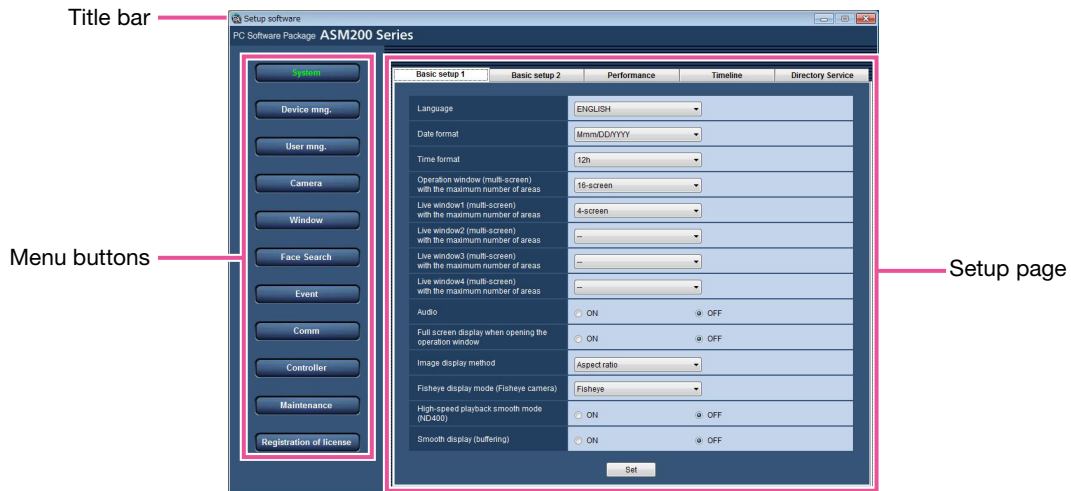 Title bar
Setup software
PC Software Package ASM200 Series
System
Device mng.
User mng.
Camera
Window
Face Search
Event
Comm
Controller
Maintenance
Registration of license
Menu buttons
Basic setup 1 Basic setup 2 Performance Timeline Directory Service
Language ENGLISH
Date format Mmm/DD/YYYY
Time format 12h
Operation window (multi-screen)
with the maximum number of areas 16-screen
Live window1 (multi-screen)
with the maximum number of areas 4-screen
Live window2 (multi-screen)
with the maximum number of areas --
Live window3 (multi-screen)
with the maximum number of areas --
Live window4 (multi-screen)
with the maximum number of areas --
Audio ON OFF
Full screen display when opening the
operation window ON OFF
Image display method Aspect ratio
Fisheye display mode (Fisheye camera) Fisheye
High-speed playback smooth mode
(ND400) ON OFF
Smooth display (buffering) ON OFF
Set
Setup page